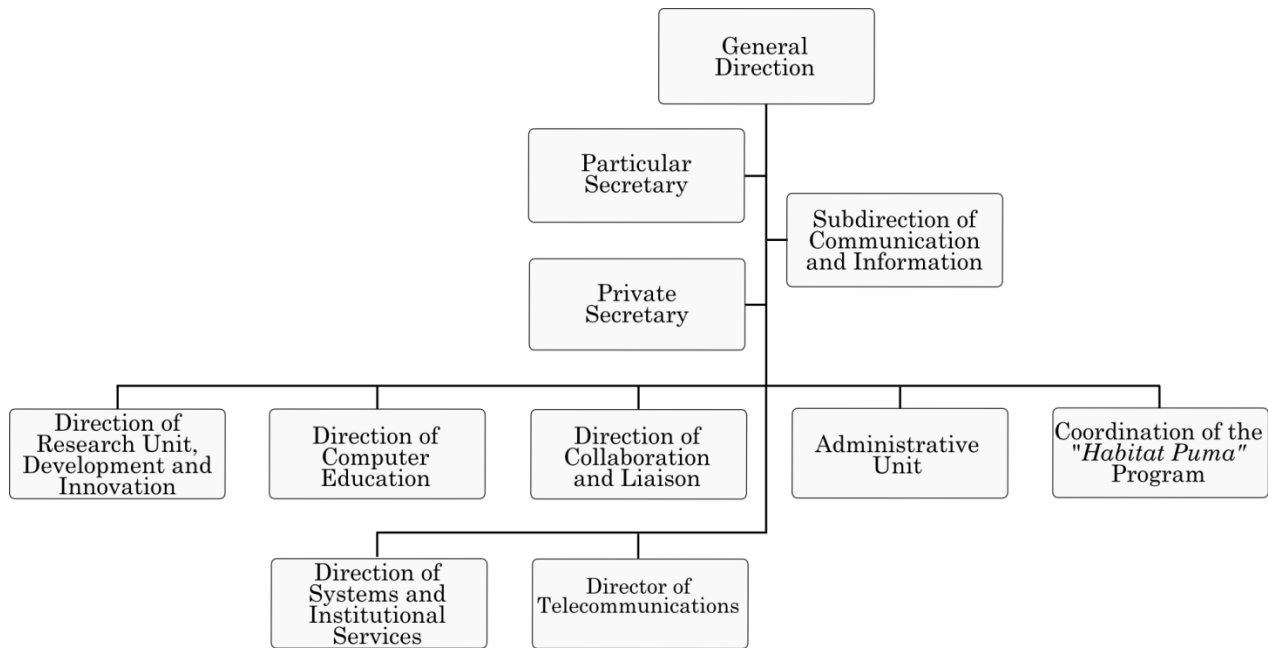 General
Direction
Particular
Secretary
Subdirection of
Communication
and Information
Private
Secretary
Direction of
Research Unit,
Development and
Innovation
Direction of
Computer
Education
Direction of
Collaboration
and Liaison
Administrative
Unit
Coordination of the
"Habitat Puma"
Program
Direction of
Systems and
Institutional
Services
Director of
Telecommunications